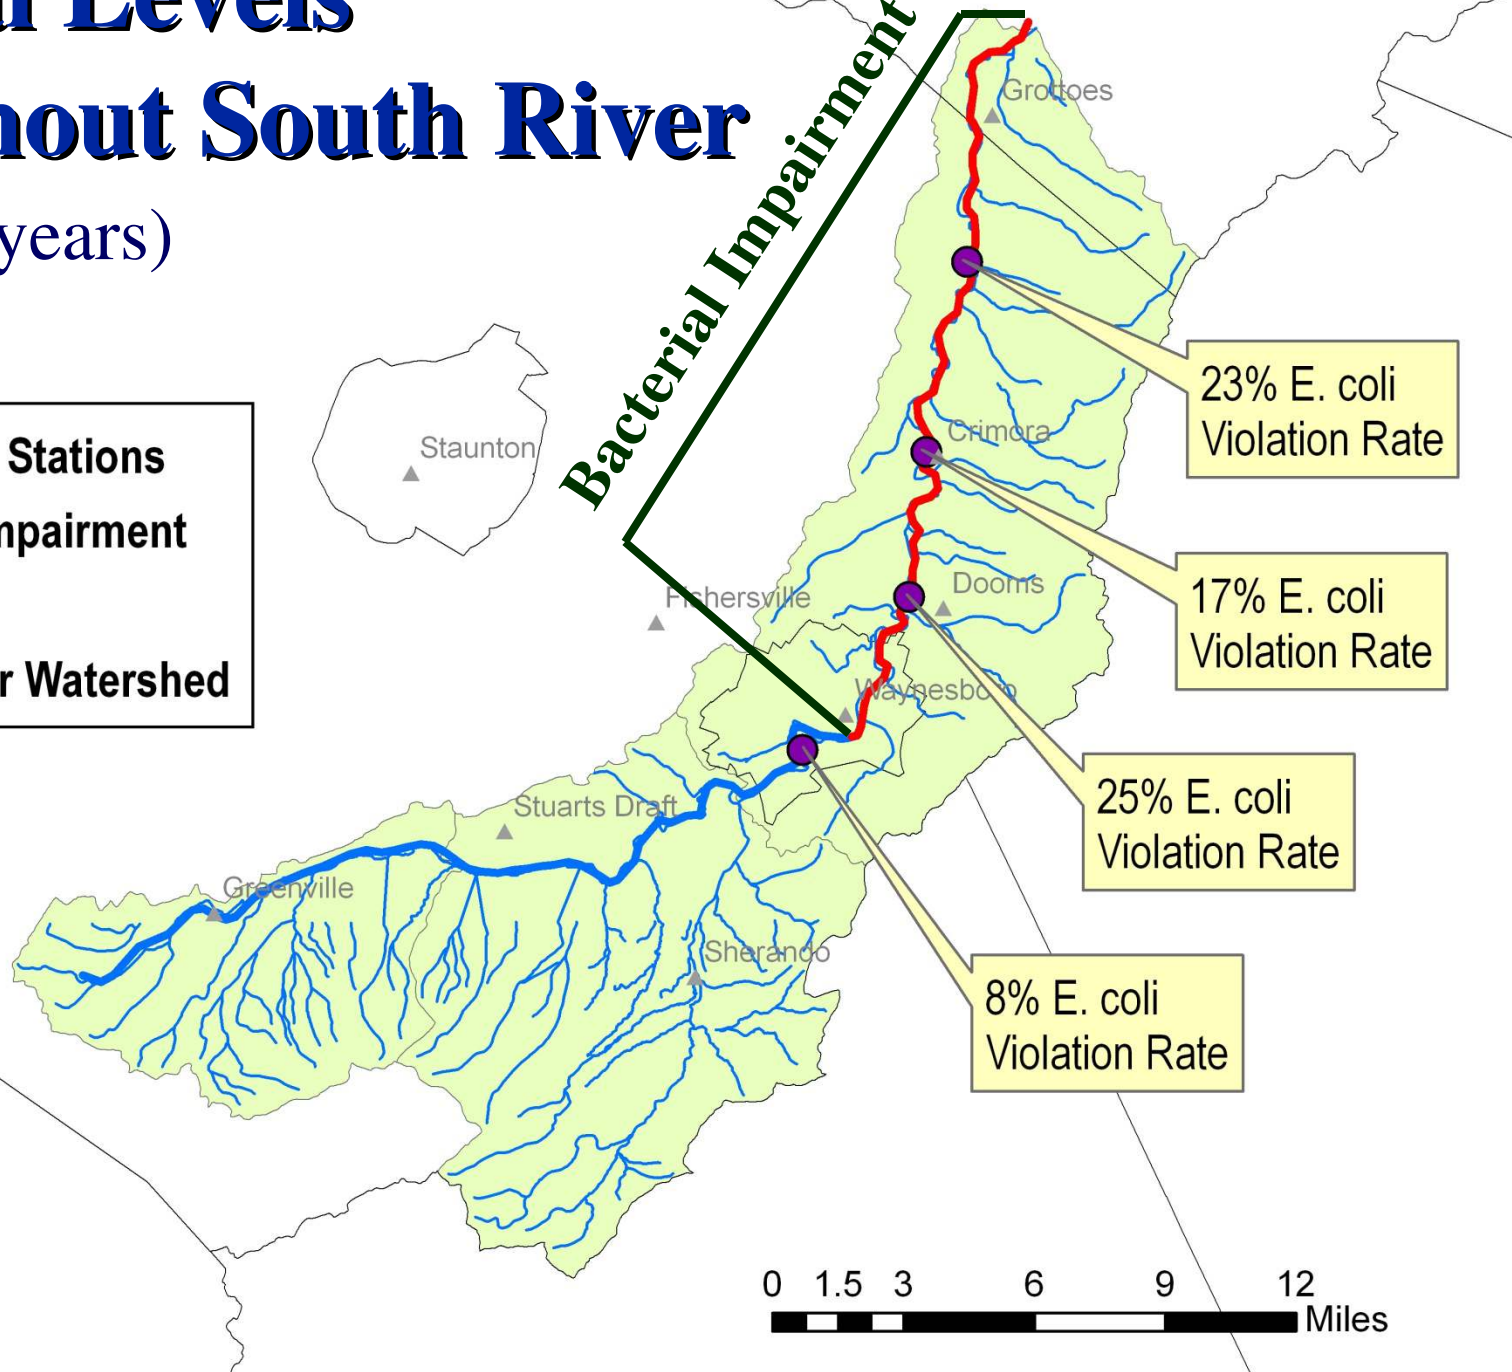 Levels
hout South River
years)
Bacterial Impairment
Grottoes
Staunton
Stations
mpairment
r Watershed
23% E. coli
Violation Rate
Crimora
17% E. coli
Violation Rate
Dooms
Fishersville
Waynesboro
25% E. coli
Violation Rate
Stuarts Draft
Greenville
Sherando
8% E. coli
Violation Rate
0 1.5 3 6 9 12
Miles